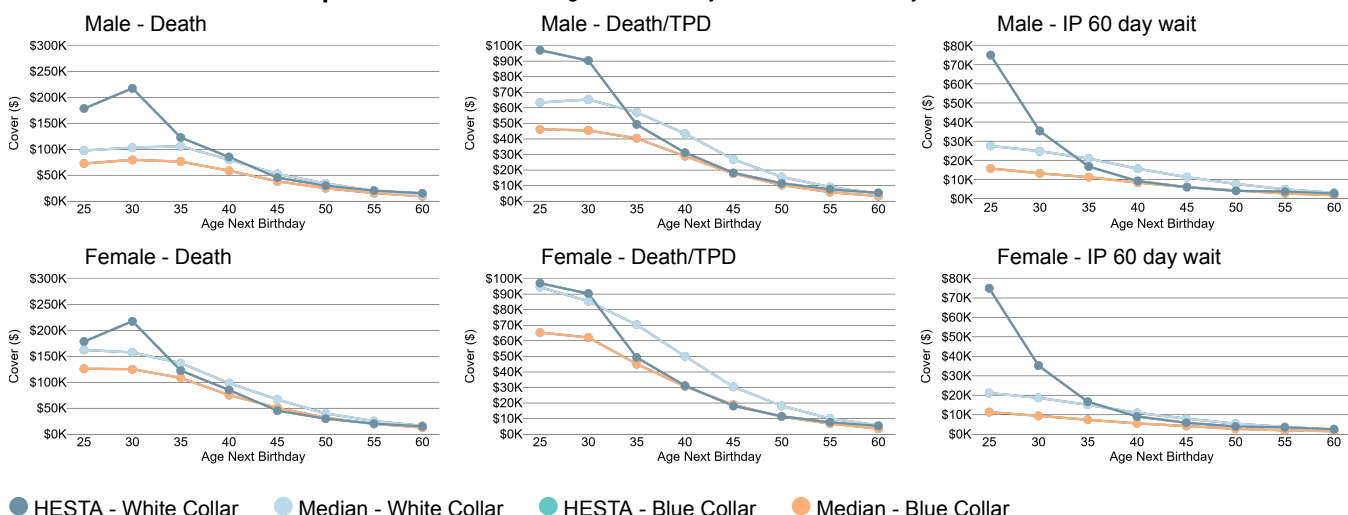 Male - Death
$300K
$250K
$200K
$150K
$100K
$50K
$0K
Cover ($)
25 30 35 40 45 50 55 60
Age Next Birthday
Male - Death/TPD
$100K
$90K
$80K
$70K
$60K
$50K
$40K
$30K
$20K
$10K
$0K
Cover ($)
25 30 35 40 45 50 55 60
Age Next Birthday
Male - IP 60 day wait
$80K
$70K
$60K
$50K
$40K
$30K
$20K
$10K
$0K
Cover ($)
25 30 35 40 45 50 55 60
Age Next Birthday
Female - Death
$300K
$250K
$200K
$150K
$100K
$50K
$0K
Cover ($)
25 30 35 40 45 50 55 60
Age Next Birthday
Female - Death/TPD
$100K
$90K
$80K
$70K
$60K
$50K
$40K
$30K
$20K
$10K
$0K
Cover ($)
25 30 35 40 45 50 55 60
Age Next Birthday
Female - IP 60 day wait
$80K
$70K
$60K
$50K
$40K
$30K
$20K
$10K
$0K
Cover ($)
25 30 35 40 45 50 55 60
Age Next Birthday
HESTA - White Collar Median - White Collar HESTA - Blue Collar Median - Blue Collar